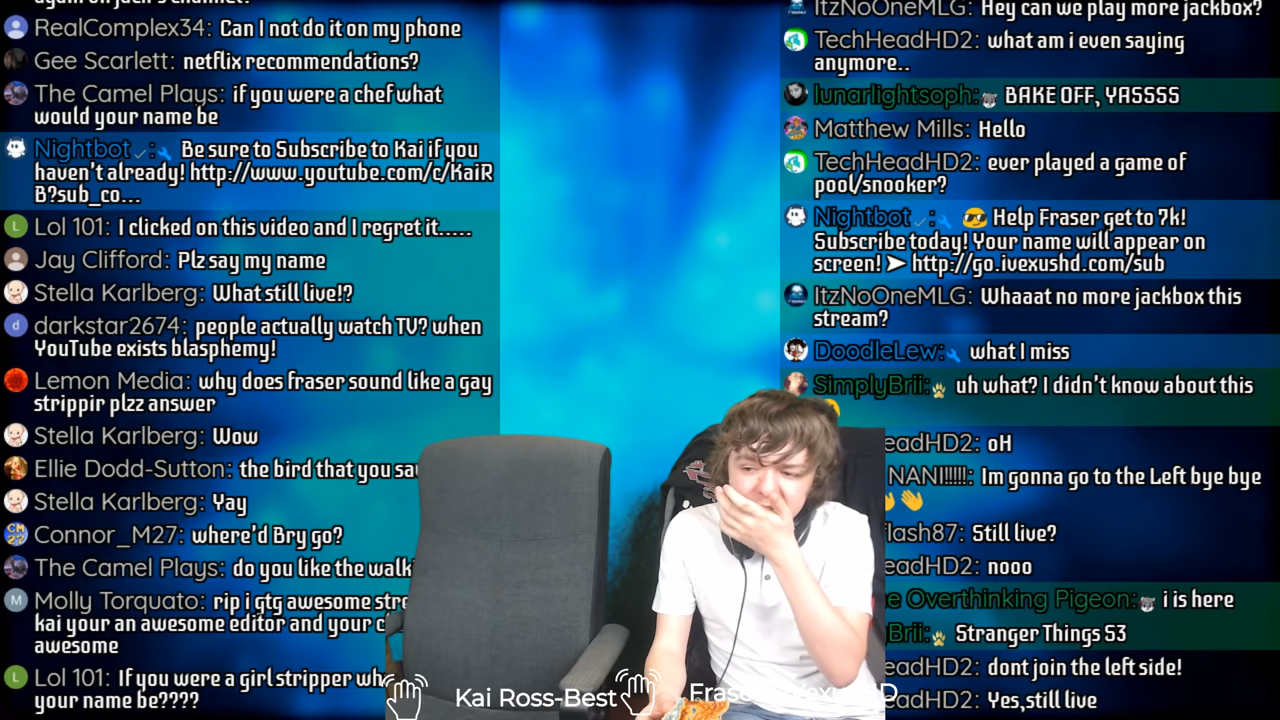 RealComplex34: Can I not do it on my phone
Gee Scarlett: netflix recommendations?
The Camel Plays: if you were a chef what
would your name be
Nightbot : Be sure to Subscribe to Kai if you
haven't already! http://www.youtube.com/c/KaiR
B?sub_co...
Lol 101: I clicked on this video and I regret it.....
Jay Clifford: Plz say my name
Stella Karlberg: What still live!?
darkstar2674: people actually watch TV? when
YouTube exists blasphemy!
Lemon Media: why does fraser sound like a gay
strippir plzz answer
Stella Karlberg: Wow
Ellie Dodd-Sutton: the bird that you
Stella Karlberg: Yay
Connor_M27: where'd Bry go?
The Camel Plays: do you like the
Molly Torquato: rip i gtg awesome
kai your an awesome editor and your
awesome
Lol 101: If you were a girl stripper
your name be????
ItzNoOneMLG: Hey can we play more jackbox?
TechHeadHD2: what am i even saying
anymore..
lunarlightsoph: BAKE OFF, YASSSS
Matthew Mills: Hello
TechHeadHD2: ever played a game of
pool/snooker?
Nightbot : 😎 Help Fraser get to 7k!
Subscribe today! Your name will appear on
screen! ➤ http://go.ivexushd.com/sub
ItzNoOneMLG: Whaaat no more jackbox this
stream?
DoodleLew: what I miss
SimplyBrii: uh what? I didn't know about this
eadHD2: oH
NANI!!!!!: Im gonna go to the Left bye bye
lash87: Still live?
eadHD2: nooo
e Overthinking Pigeon: i is here
Brii: Stranger Things S3
eadHD2: dont join the left side!
eadHD2: Yes,still live
Kai Ross-Best